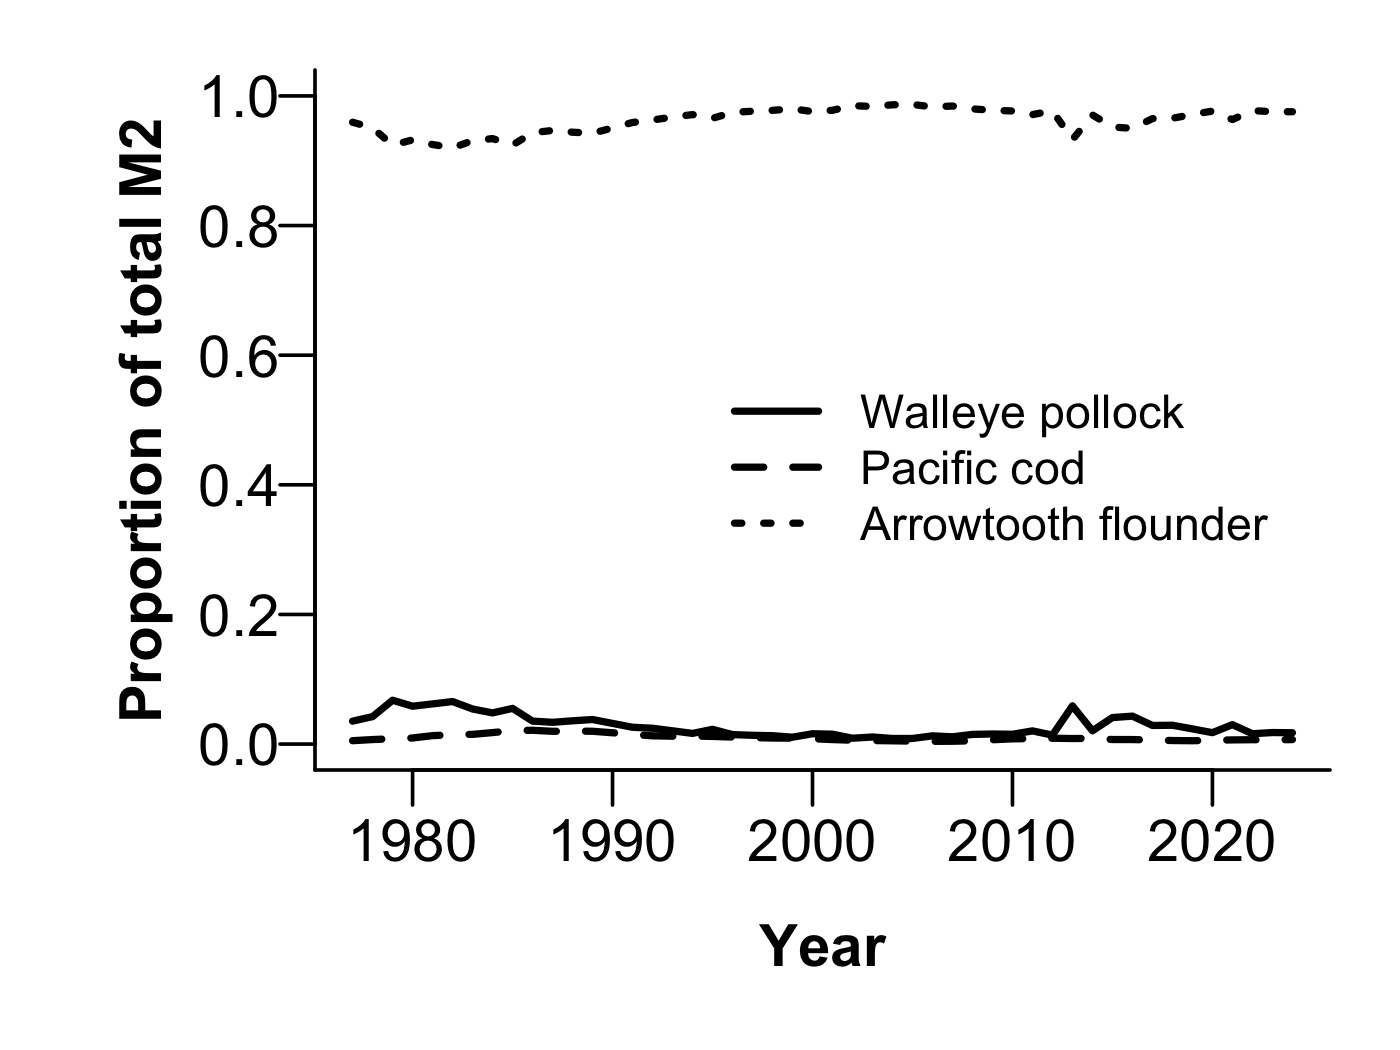 Proportion of total M2
1.0
0.8
0.6
0.4
0.2
0.0
Walleye pollock
Pacific cod
Arrowtooth flounder
1980 1990 2000 2010 2020
Year